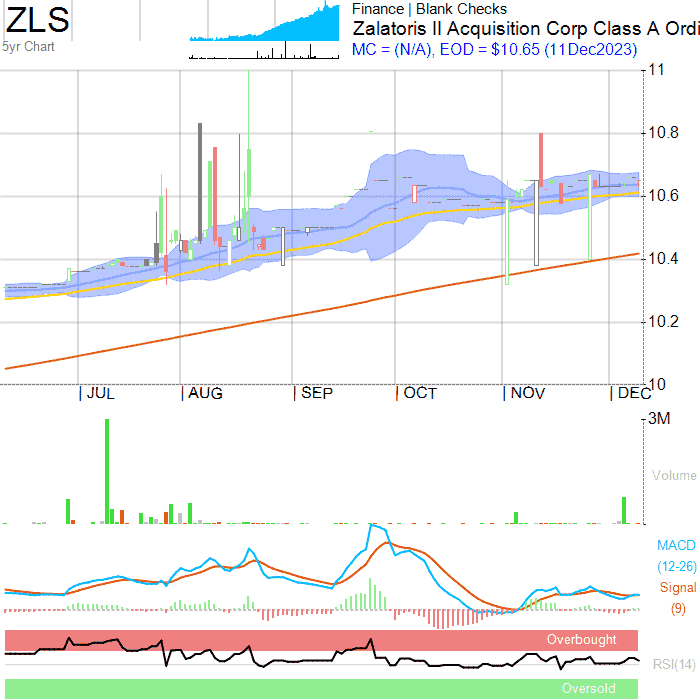 ZLS
5yr Chart
Finance | Blank Checks
Zalatoris II Acquisition Corp Class A Ordi
MC = (N/A), EOD = $10.65 (11Dec2023)
11
10.8
10.6
10.4
10.2
10
JUL AUG SEP OCT NOV DEC
3M
Volume
MACD
(12-26)
Signal
(9)
Overbought
RSI(14)
Oversold